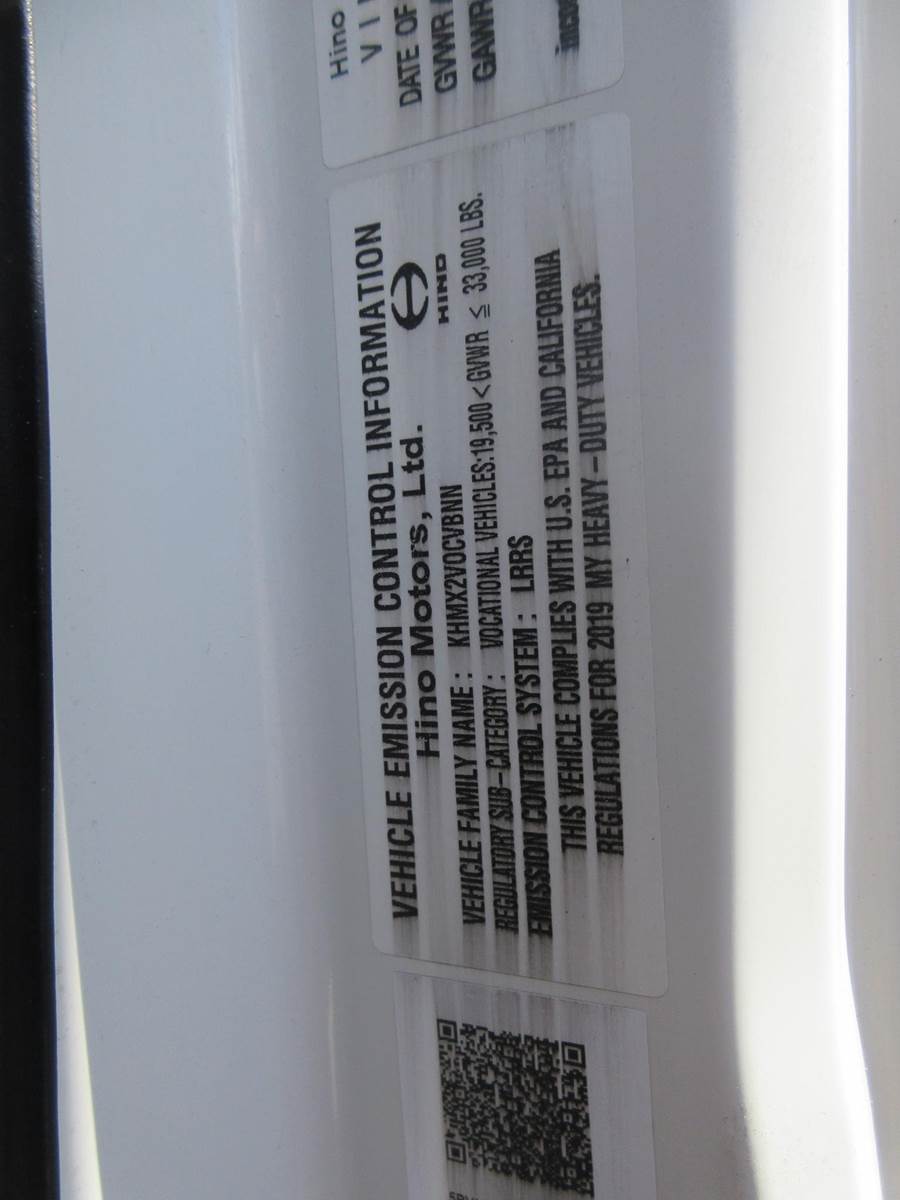 VEHICLE EMISSION CONTROL INFORMATION
Hino Motors, Ltd.
HINO
VEHICLE FAMILY NAME : KHMX2VOCVBNN
REGULATORY SUB-CATEGORY : VOCATIONAL VEHICLES:19,500 < GVWR ≦ 33,000 LBS.
EMISSION CONTROL SYSTEM : LRRS
THIS VEHICLE COMPLIES WITH U.S. EPA AND CALIFORNIA
REGULATIONS FOR 2019 MY HEAVY-DUTY VEHICLES.
Hino
VI
DATE OF
GVWR
GAWR